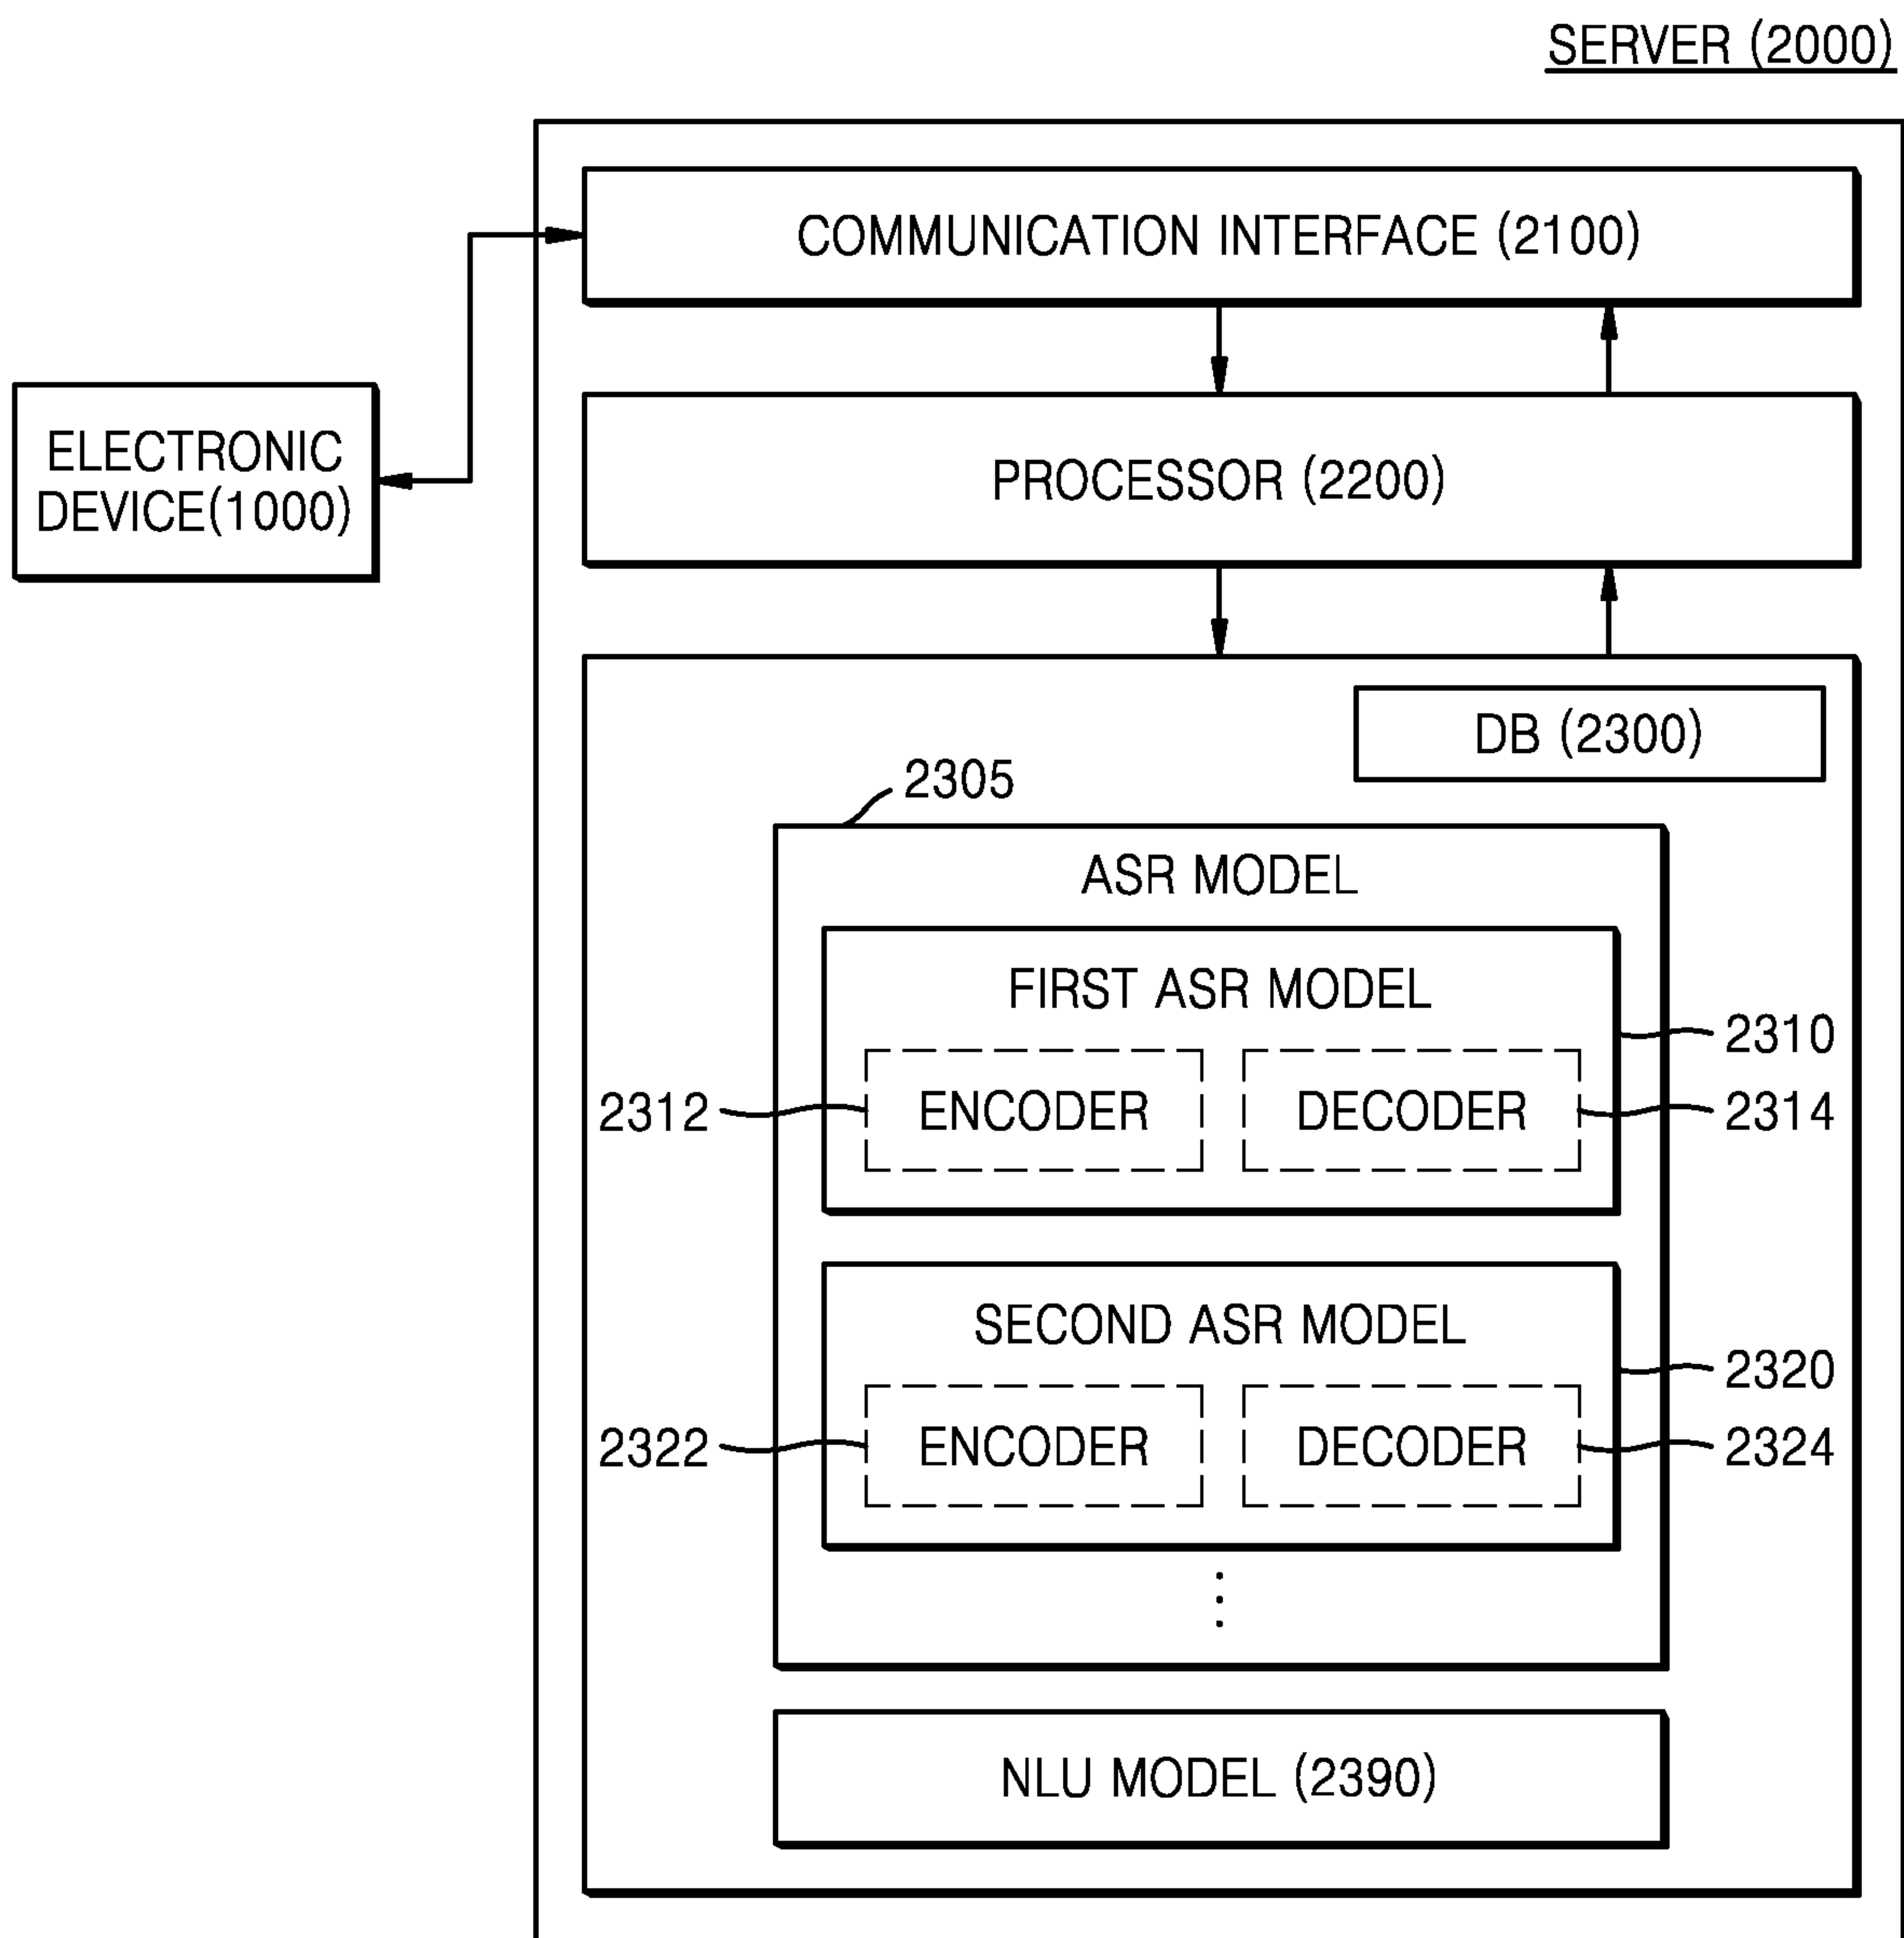 SERVER (2000)
COMMUNICATION INTERFACE (2100)
ELECTRONIC
DEVICE(1000)
PROCESSOR (2200)
DB (2300)
2305
ASR MODEL
FIRST ASR MODEL
2310
2312
ENCODER
DECODER
2314
SECOND ASR MODEL
2320
2322
ENCODER
DECODER
2324
NLU MODEL (2390)